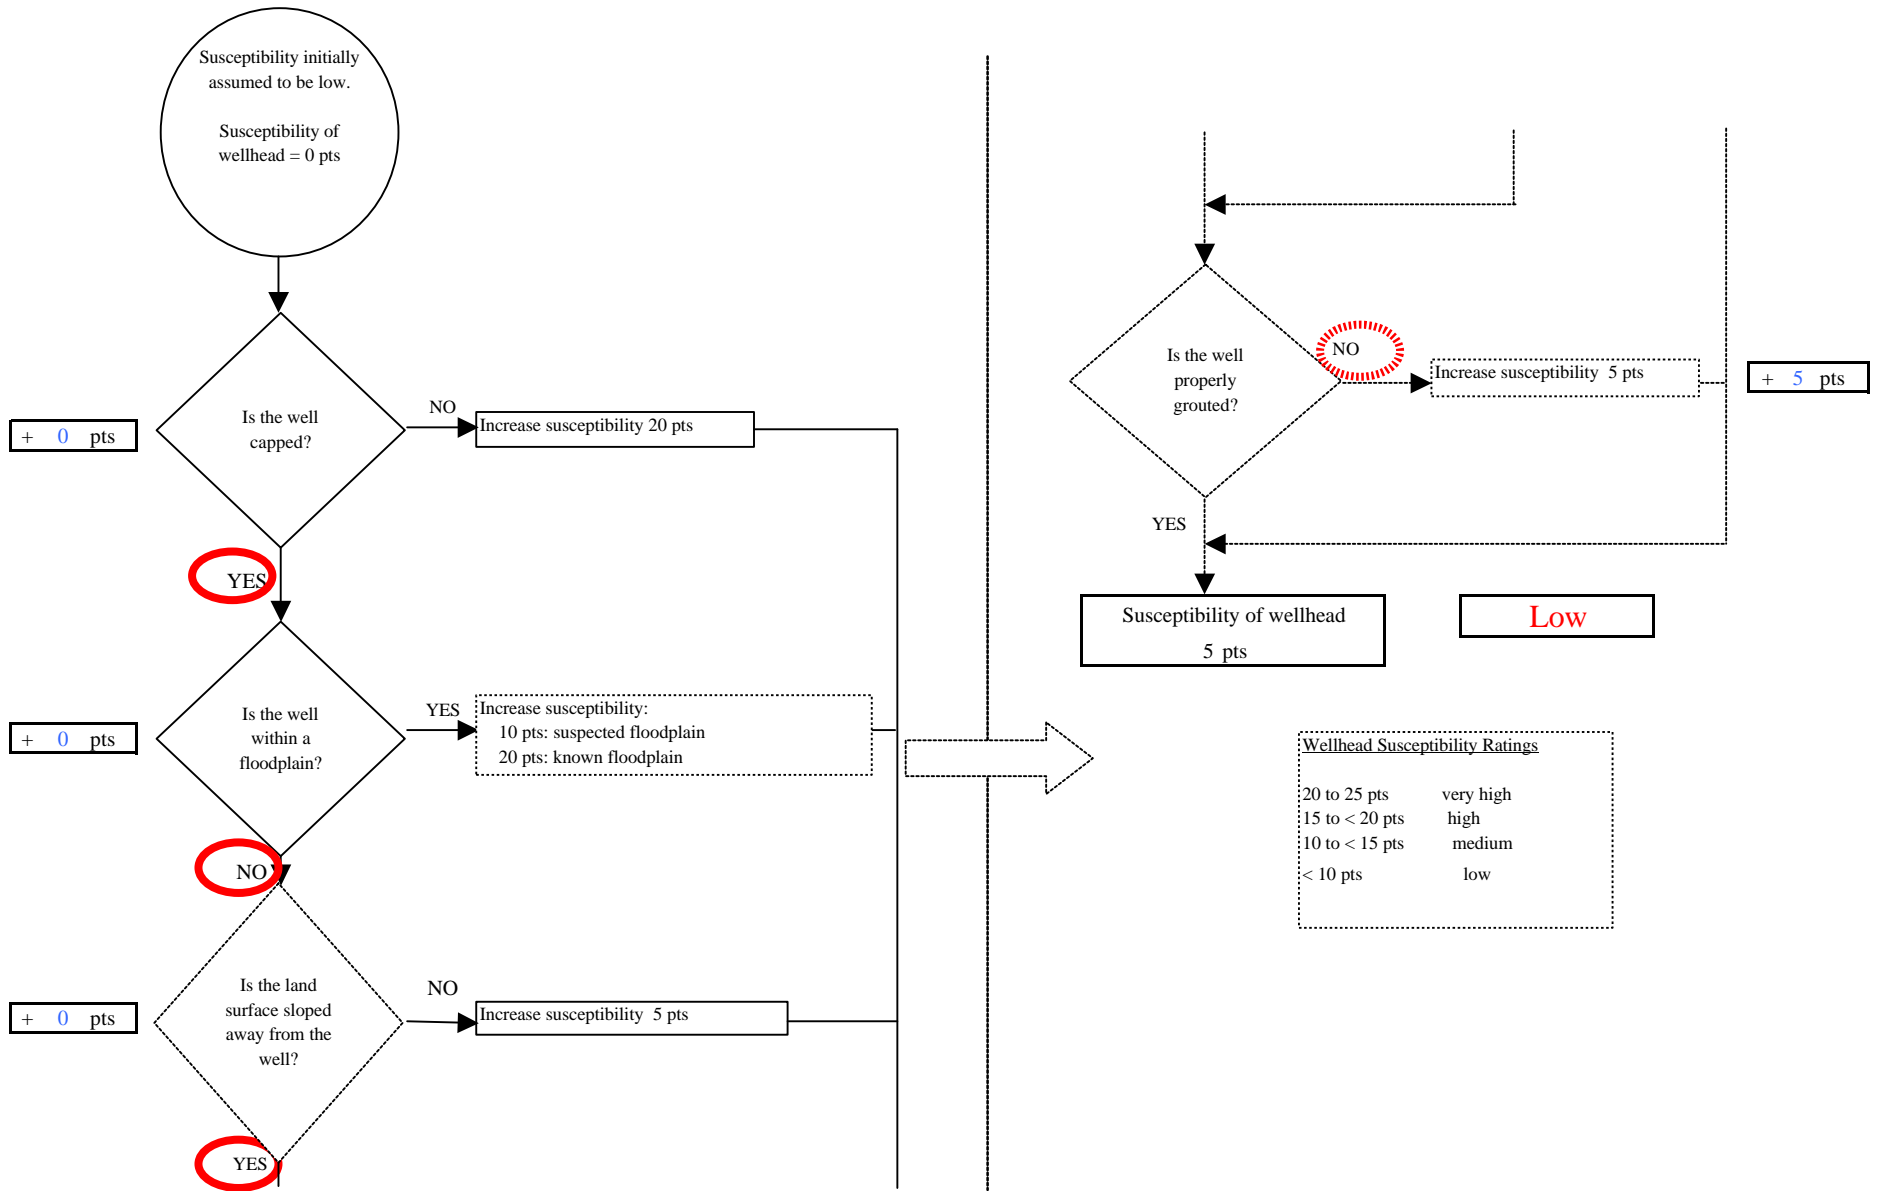 Susceptibility initially
assumed to be low.
Susceptibility of
wellhead = 0 pts
Is the well
capped?
+ 0 pts
NO
Increase susceptibility 20 pts
YES
Is the well
within a
floodplain?
+ 0 pts
YES
Increase susceptibility:
10 pts: suspected floodplain
20 pts: known floodplain
NO
Is the land
surface sloped
away from the
well?
+ 0 pts
NO
Increase susceptibility 5 pts
YES
Is the well
properly
grouted?
NO
Increase susceptibility 5 pts
+ 5 pts
YES
Susceptibility of wellhead
5 pts
Low
Wellhead Susceptibility Ratings
20 to 25 pts very high
15 to < 20 pts high
10 to < 15 pts medium
< 10 pts low